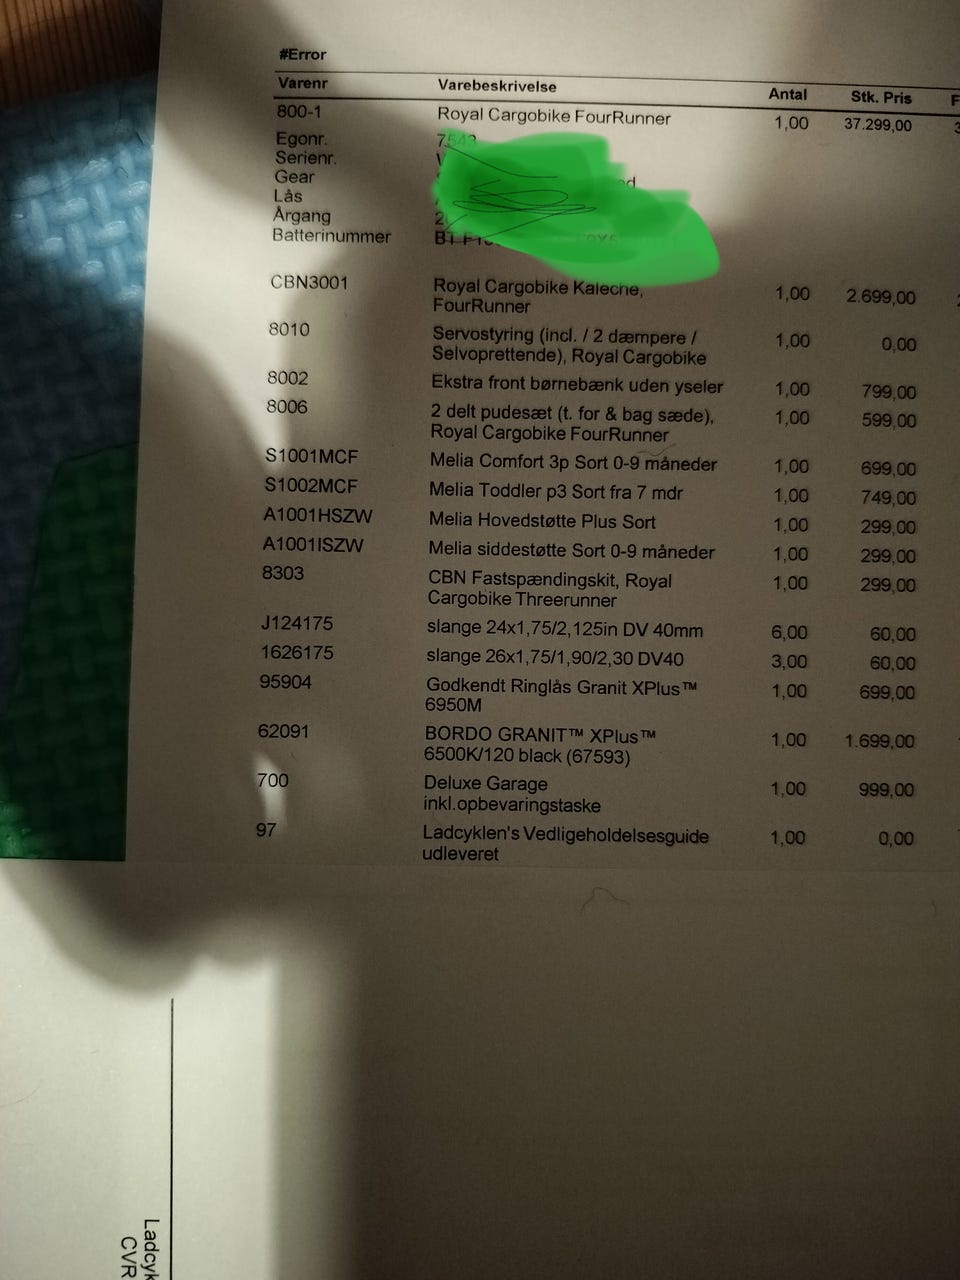 #Error
Varenr Varebeskrivelse Antal Stk. Pris F
800-1 Royal Cargobike FourRunner 1,00 37.299,00 3
Egonr.
Serienr.
Gear
Lås
Årgang
Batterinummer
CBN3001 Royal Cargobike Kaleche, 1,00 2.699,00
FourRunner
8010 Servostyring (incl. / 2 dæmpere / 1,00 0,00
Selvoprettende), Royal Cargobike
8002 Ekstra front børnebænk uden yseler 1,00 799,00
8006 2 delt pudesæt (t. for & bag sæde), 1,00 599,00
Royal Cargobike FourRunner
S1001MCF Melia Comfort 3p Sort 0-9 måneder 1,00 699,00
S1002MCF Melia Toddler p3 Sort fra 7 mdr 1,00 749,00
A1001HSZW Melia Hovedstøtte Plus Sort 1,00 299,00
A1001ISZW Melia siddestøtte Sort 0-9 måneder 1,00 299,00
8303 CBN Fastspændingskit, Royal 1,00 299,00
Cargobike Threerunner
J124175 slange 24x1,75/2,125in DV 40mm 6,00 60,00
1626175 slange 26x1,75/1,90/2,30 DV40 3,00 60,00
95904 Godkendt Ringlås Granit XPlus™ 1,00 699,00
6950M
62091 BORDO GRANIT™ XPlus™ 1,00 1.699,00
6500K/120 black (67593)
700 Deluxe Garage 1,00 999,00
inkl.opbevaringstaske
97 Ladcyklen's Vedligeholdelsesguide 1,00 0,00
udleveret
Ladcyk
CVR